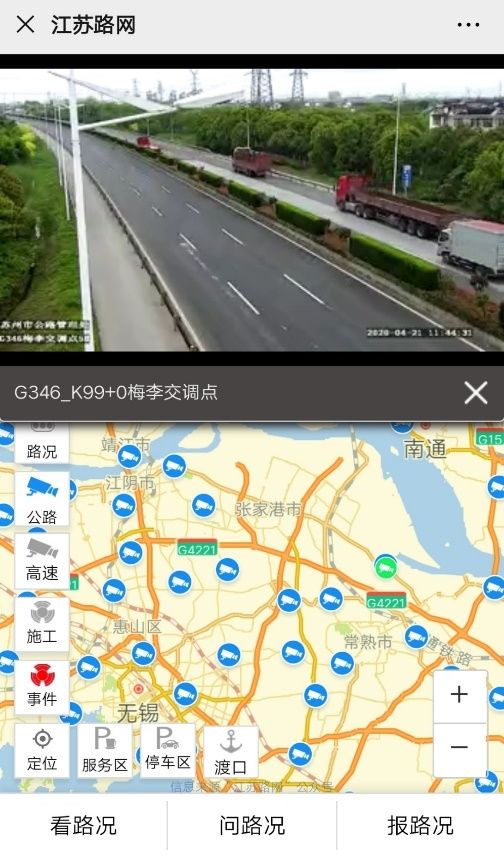 江苏路网
苏州市公路管理处
G346梅李交调点
2020-04-21 11:44:31
G346_K99+0梅李交调点
路况
靖江市
南通
G15
公路
江阴市
张家港市
高速
G4221
G4221
施工
惠山区
常熟市
通铁路
事件
无锡
定位
服务区
停车区
渡口
信息来源“江苏路网”公众号
看路况
问路况
报路况